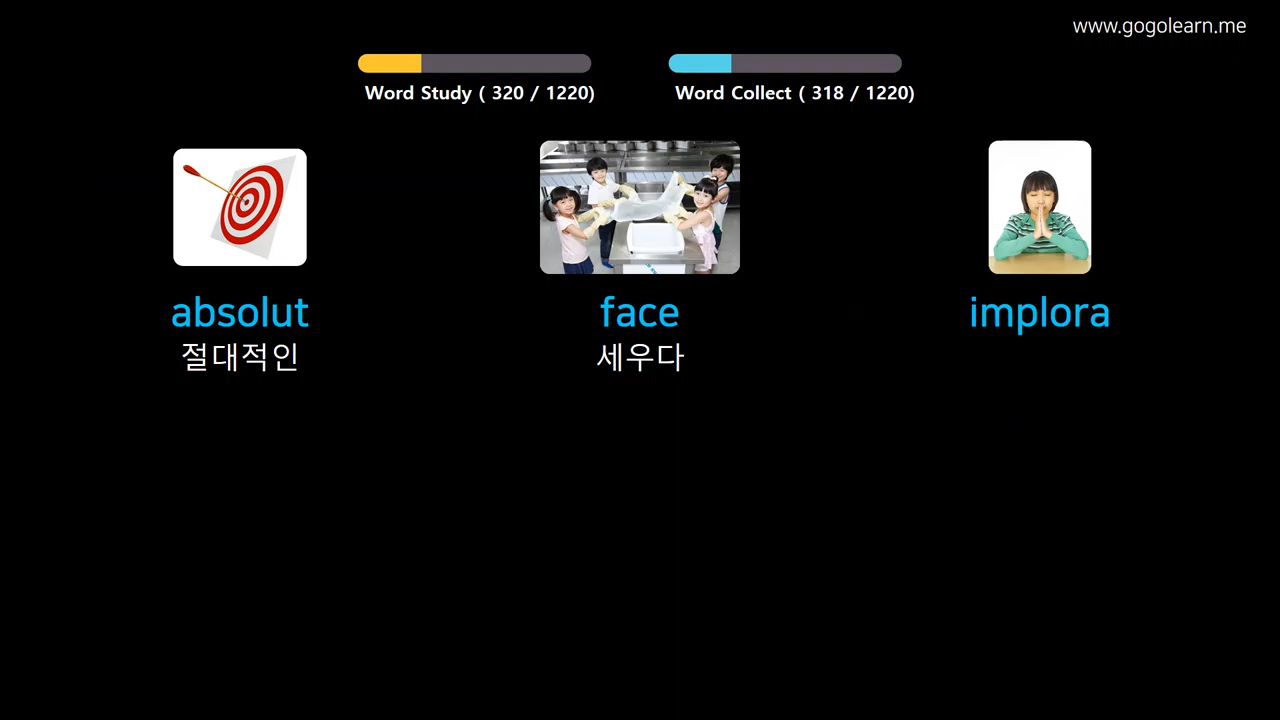 www.gogolearn.me
Word Study ( 320 / 1220)
Word Collect ( 318 / 1220)
absolut
절대적인
face
세우다
implora